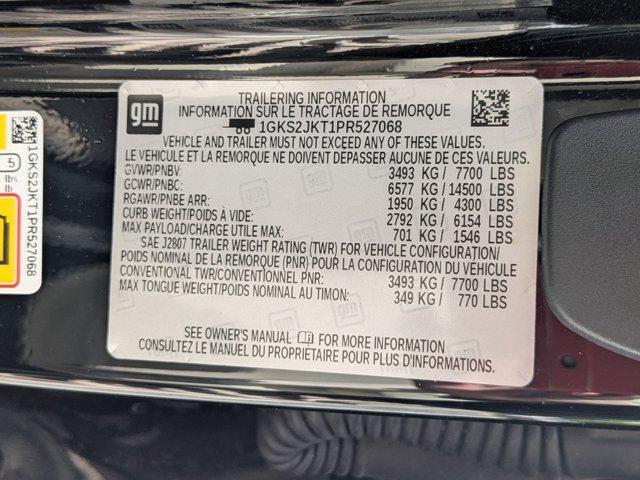 gm
TRAILERING INFORMATION
INFORMATION SUR LE TRACTAGE DE REMORQUE
1GKS2JKT1PR527068
VEHICLE AND TRAILER MUST NOT EXCEED ANY OF THESE VALUES.
LE VEHICULE ET LA REMORQUE NE DOIVENT DÉPASSER AUCUNE DE CES VALEURS.
GVWR/PNBV: 3493 KG / 7700 LBS
GCWR/PNBC: 6577 KG / 14500 LBS
RGAWR/PNBE ARR: 1950 KG / 4300 LBS
CURB WEIGHT/POIDS À VIDE: 2792 KG / 6154 LBS
MAX PAYLOAD/CHARGE UTILE MAX: 701 KG / 1546 LBS
SAE J2807 TRAILER WEIGHT RATING (TWR) FOR VEHICLE CONFIGURATION/
POIDS NOMINAL DE LA REMORQUE (PNR) POUR LA CONFIGURATION DU VÉHICULE
CONVENTIONAL TWR/CONVENTIONNEL PNR: 3493 KG / 7700 LBS
MAX TONGUE WEIGHT/POIDS NOMINAL AU TIMON: 349 KG / 770 LBS
SEE OWNER'S MANUAL FOR MORE INFORMATION
CONSULTEZ LE MANUEL DU PROPRIÉTAIRE POUR PLUS D'INFORMATIONS.
1GKS2JKT1PR527068
5
lbs
lbs